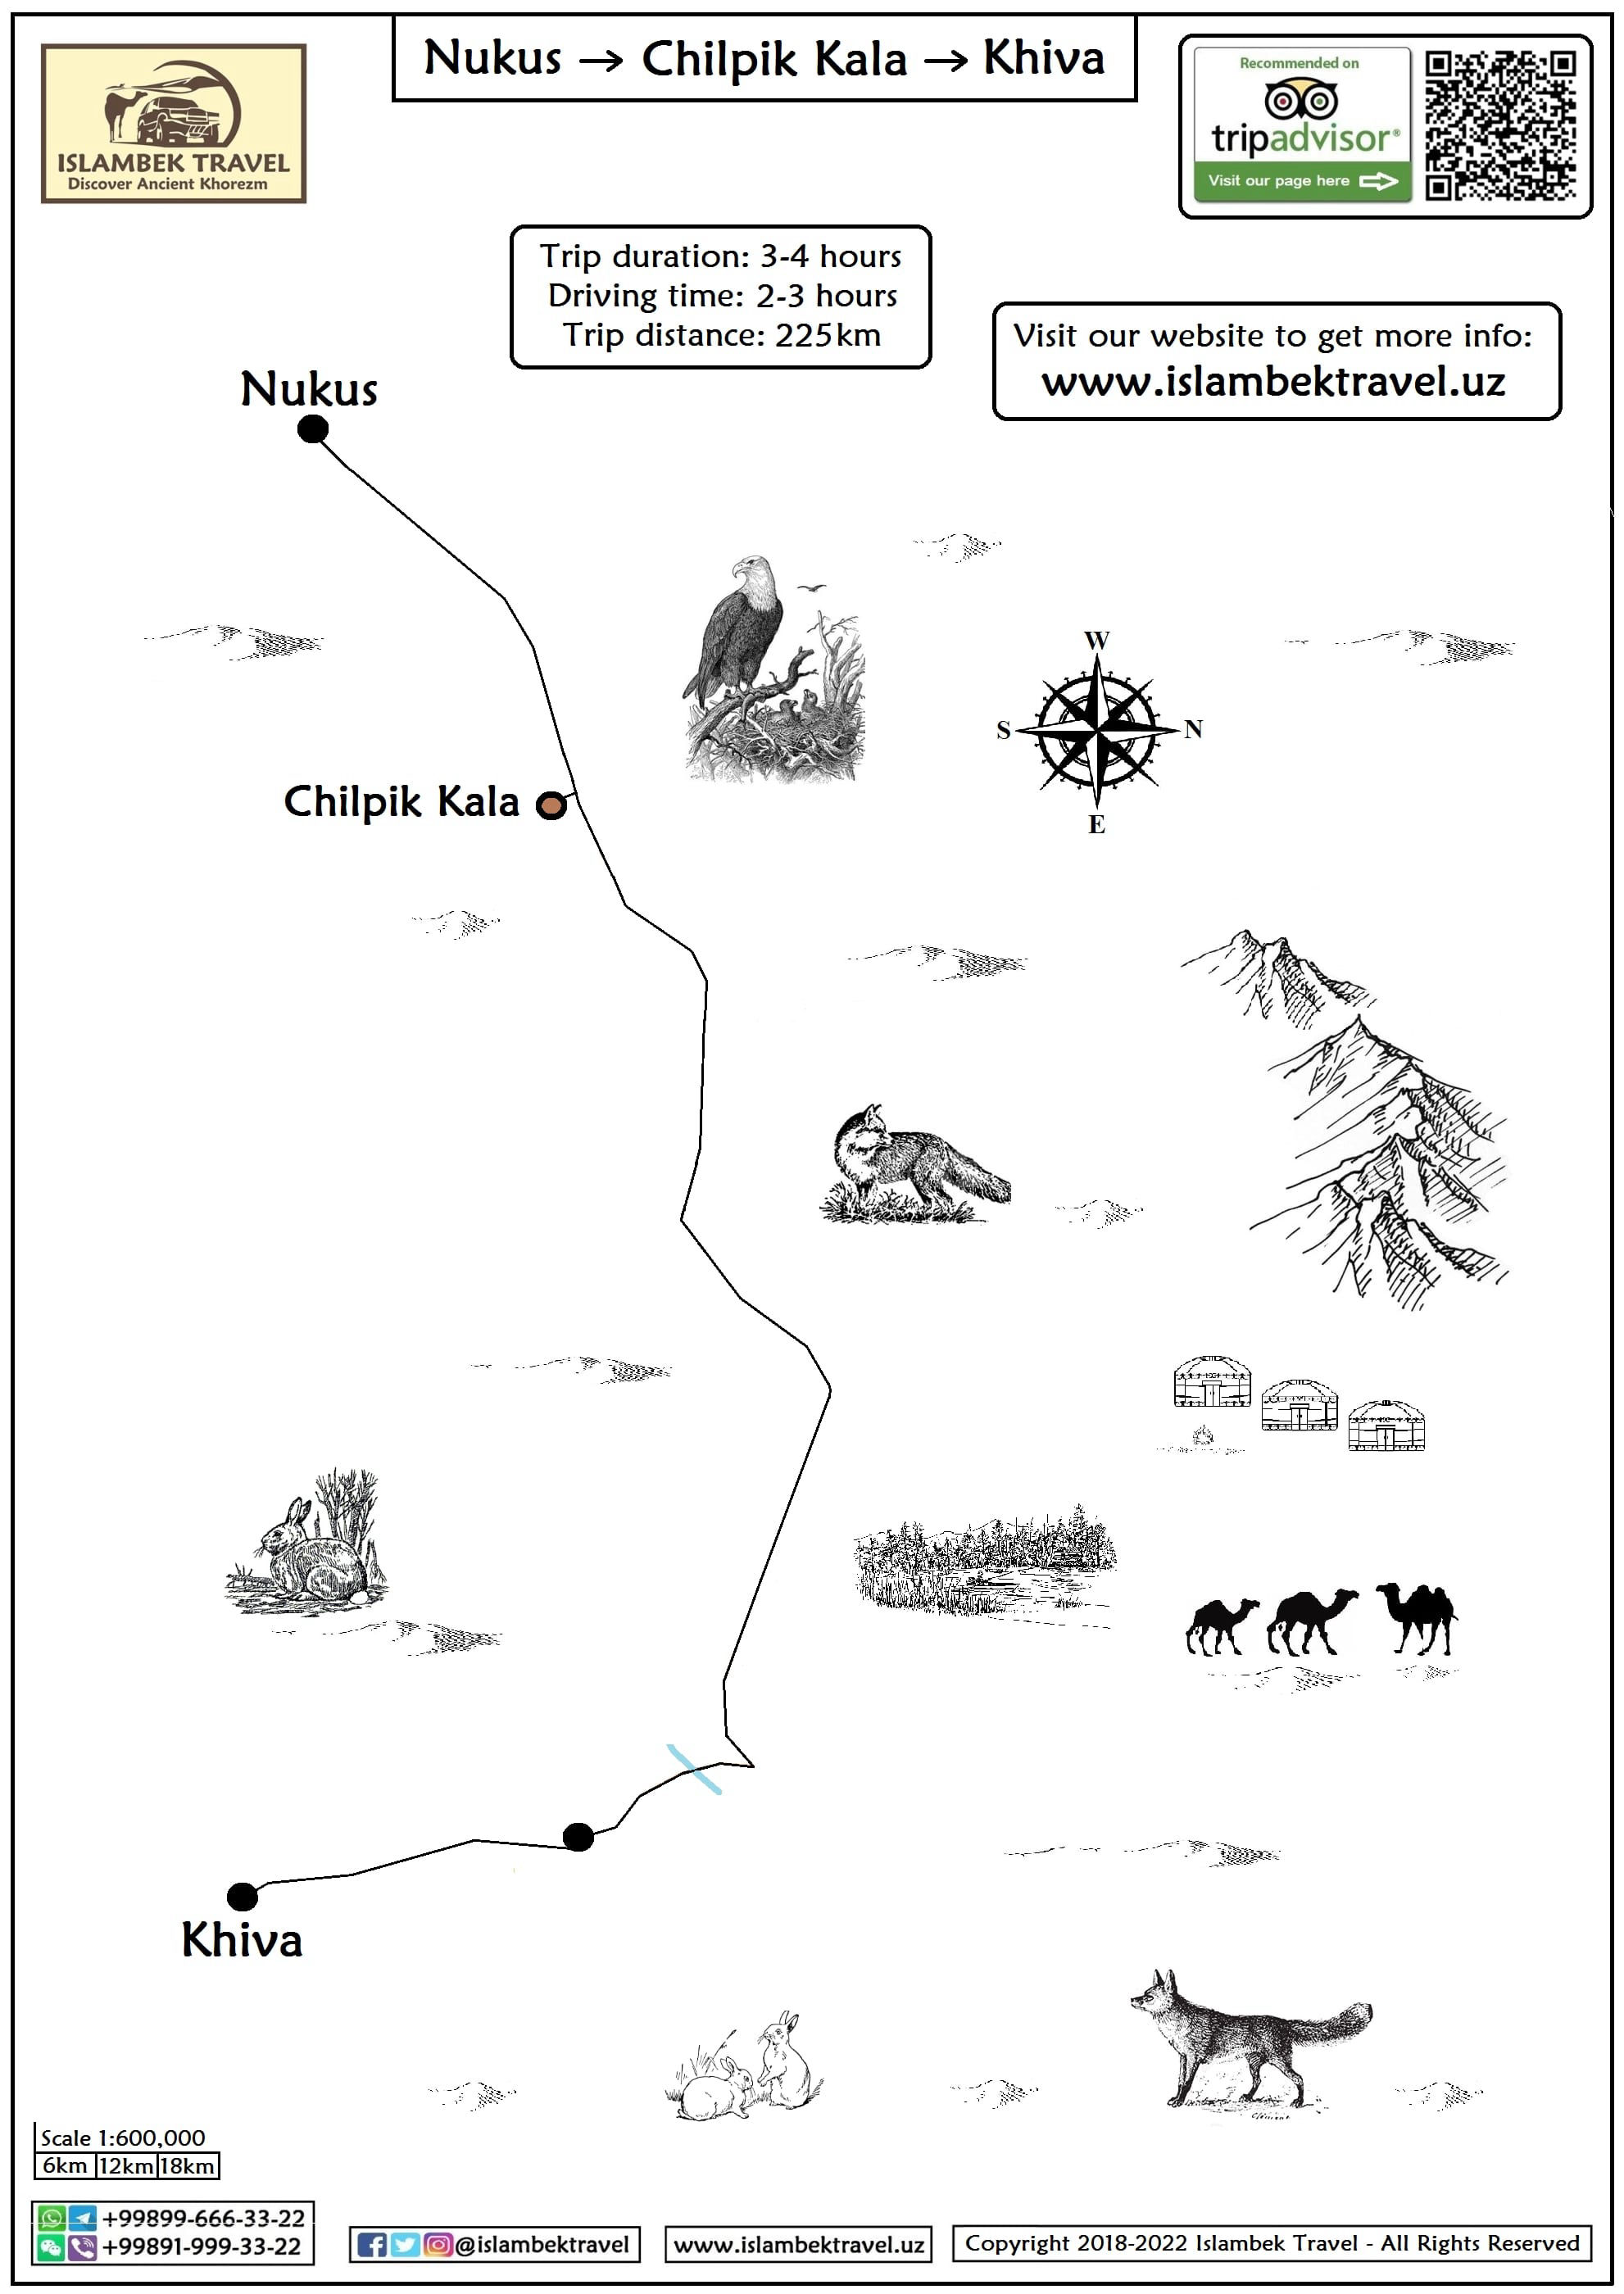 Nukus → Chilpik Kala → Khiva
ISLAMBEK TRAVEL
Discover Ancient Khorezm
Recommended on
tripadvisor®
Visit our page here
Trip duration: 3-4 hours
Driving time: 2-3 hours
Trip distance: 225km
Visit our website to get more info:
www.islambektravel.uz
Nukus
W
S
N
E
Chilpik Kala
Khiva
Scale 1:600,000
6km 12km 18km
+99899-666-33-22
+99891-999-33-22
@islambektravel
www.islambektravel.uz
Copyright 2018-2022 Islambek Travel - All Rights Reserved